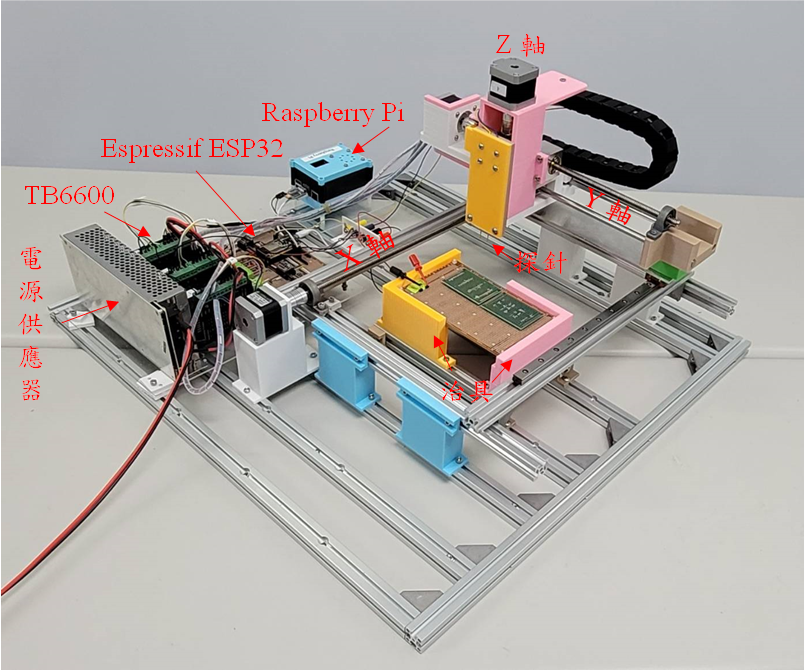 Z 軸
Raspberry Pi
Espressif ESP32
TB6600
Y 軸
X 軸
探針
電源供應器
治具